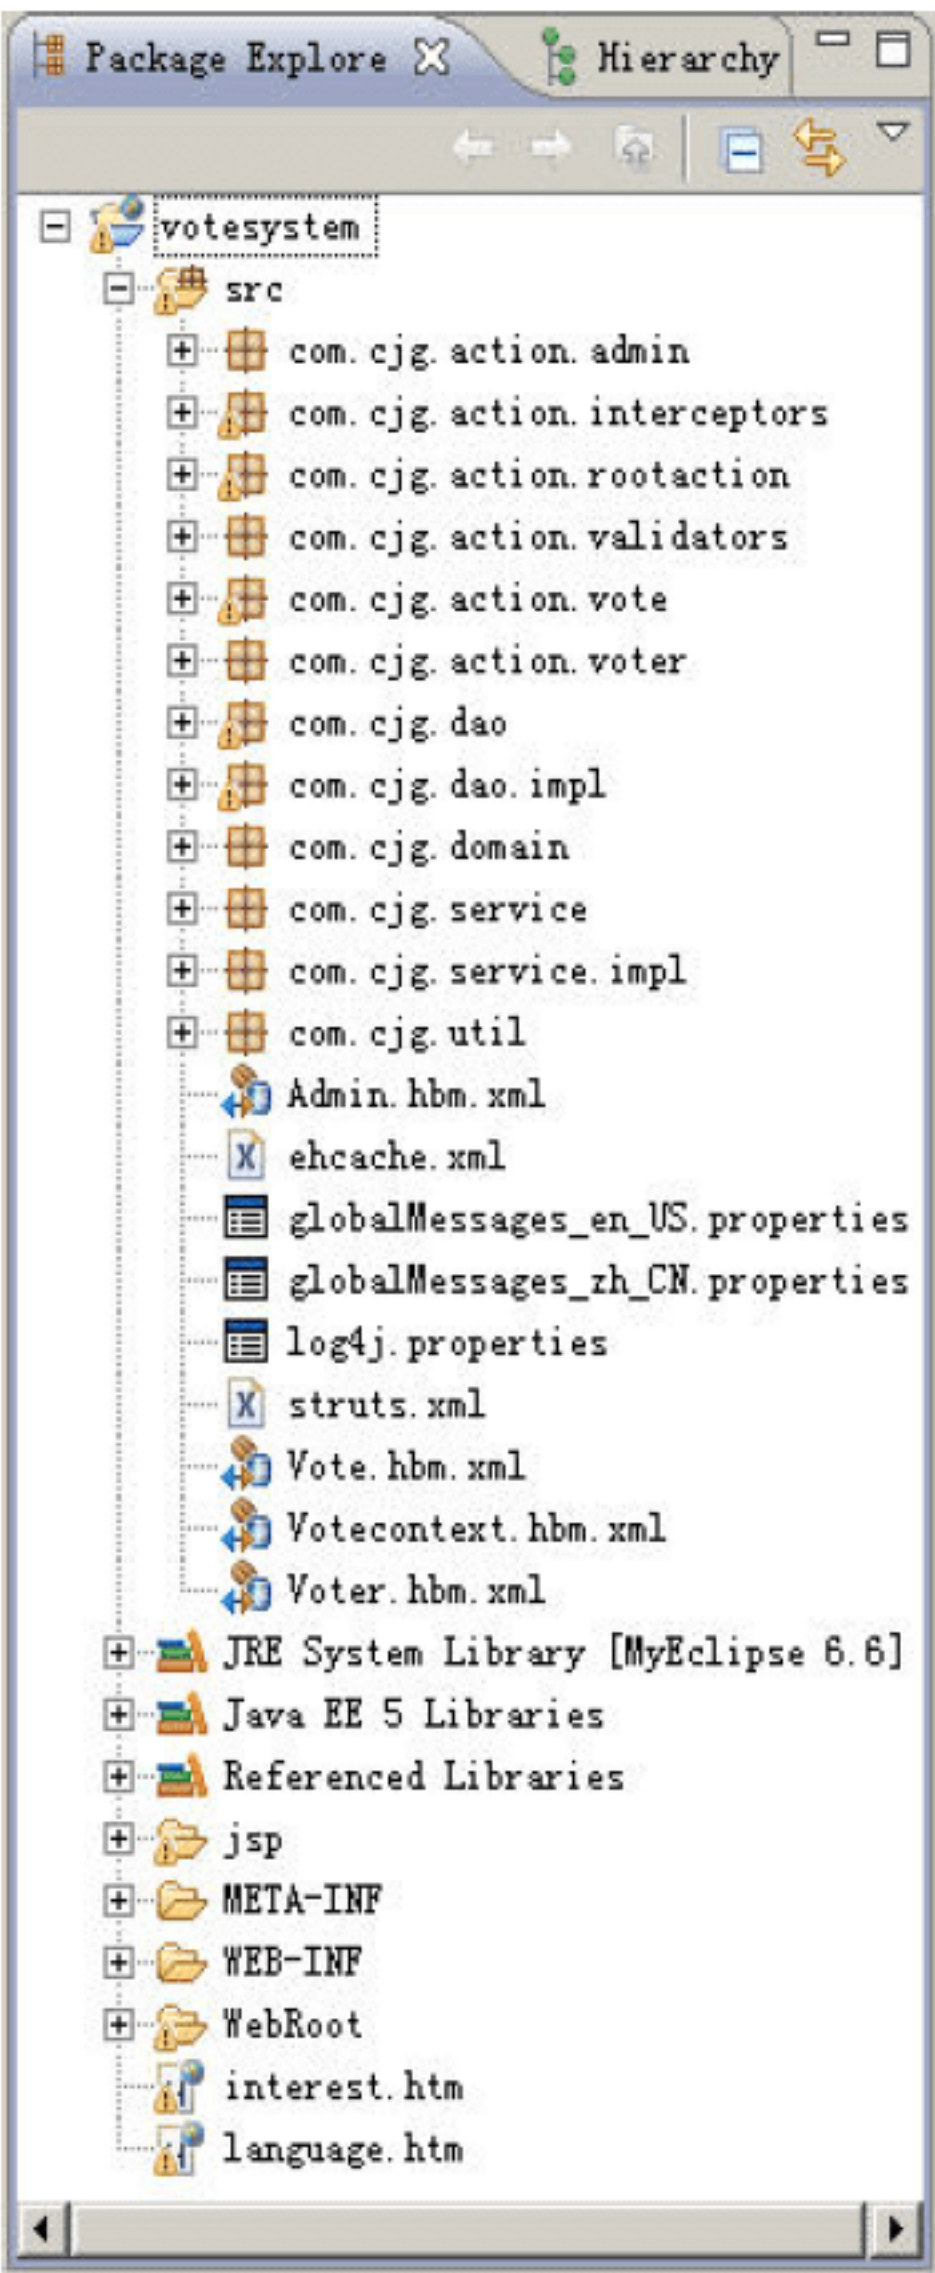 Package Explore Hierarchy
votesystem
src
com.cjg.action.admin
com.cjg.action.interceptors
com.cjg.action.rootaction
com.cjg.action.validators
com.cjg.action.vote
com.cjg.action.voter
com.cjg.dao
com.cjg.dao.impl
com.cjg.domain
com.cjg.service
com.cjg.service.impl
com.cjg.util
Admin.hbm.xml
ehcache.xml
globalMessages_en_US.properties
globalMessages_zh_CN.properties
log4j.properties
struts.xml
Vote.hbm.xml
Votecontext.hbm.xml
Voter.hbm.xml
JRE System Library [MyEclipse 6.6]
Java EE 5 Libraries
Referenced Libraries
jsp
META-INF
WEB-INF
WebRoot
interest.htm
language.htm